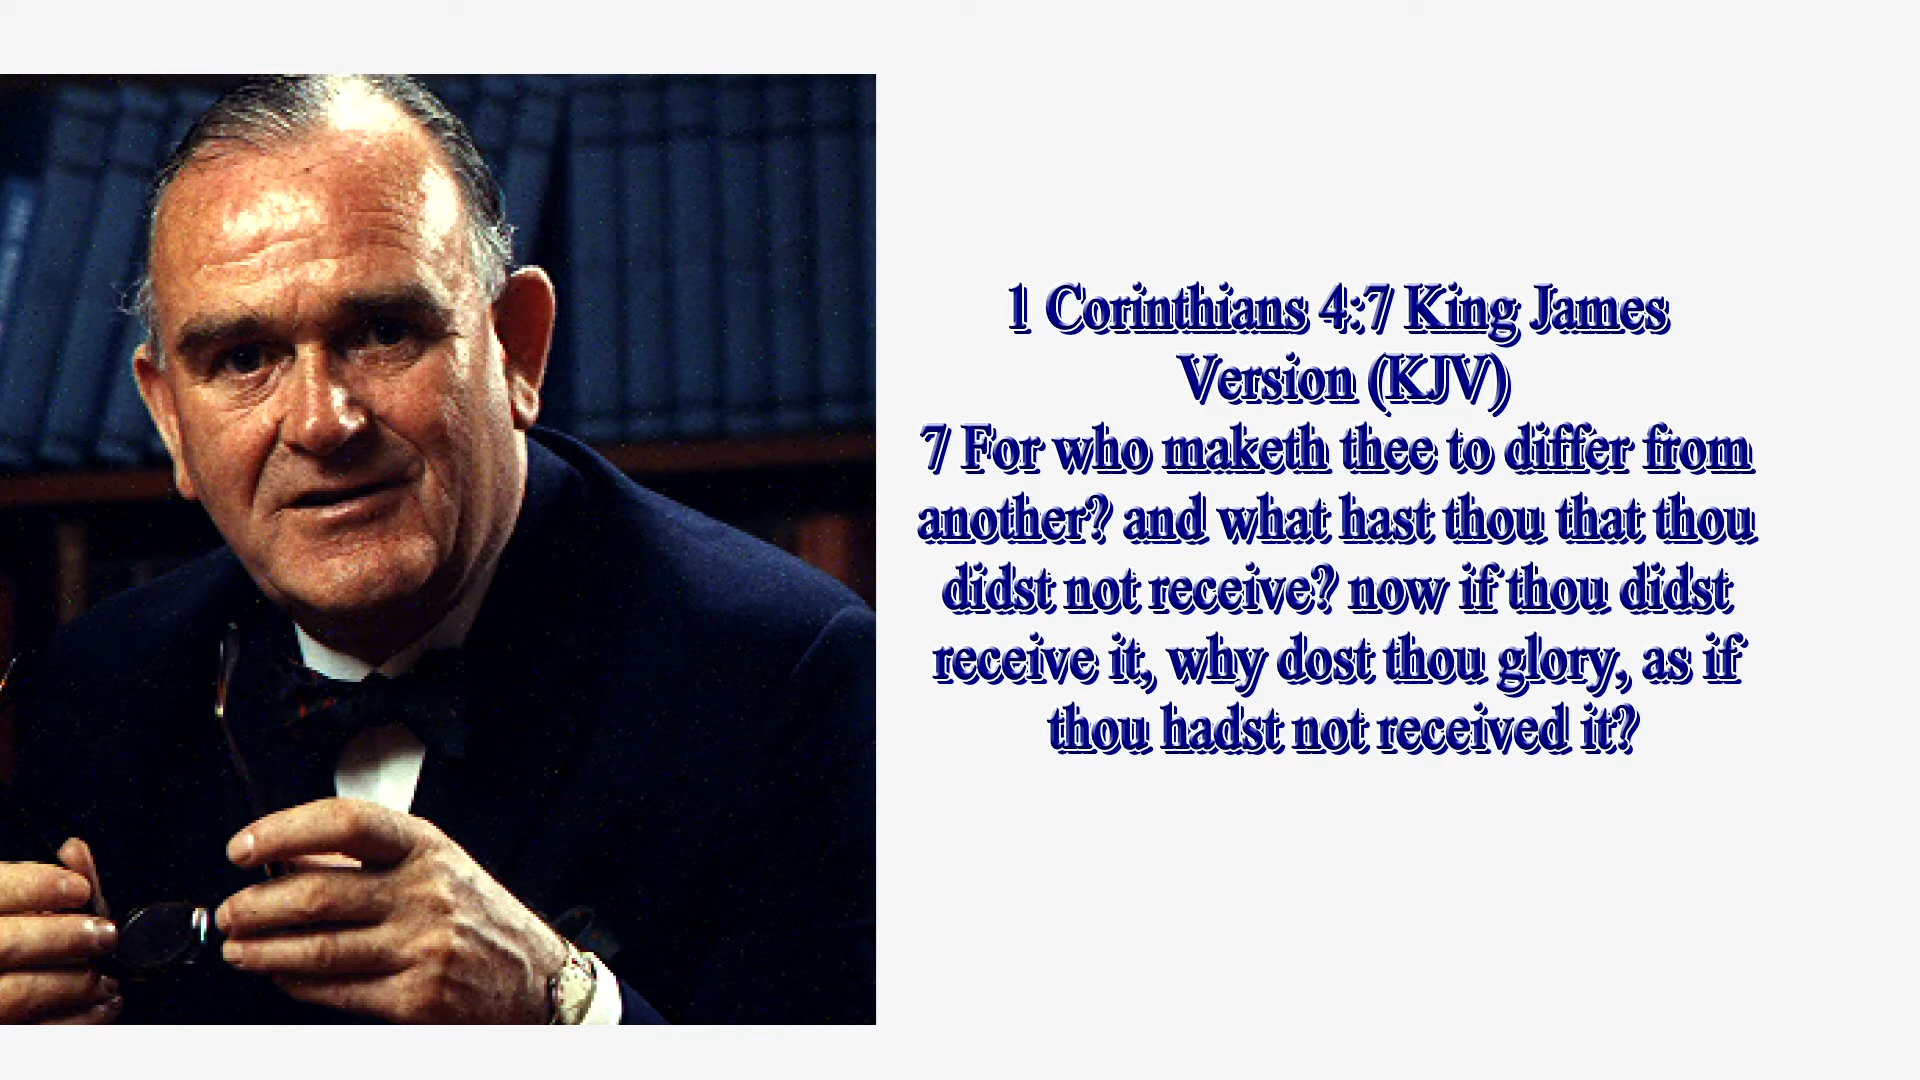 1 Corinthians 4:7 King James
Version (KJV)
7 For who maketh thee to differ from
another? and what hast thou that thou
didst not receive? now if thou didst
receive it, why dost thou glory, as if
thou hadst not received it?